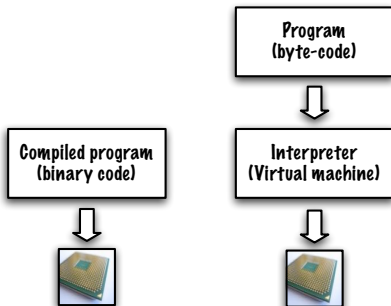 Program
(byte-code)
Compiled program
(binary code)
Interpreter
(Virtual machine)